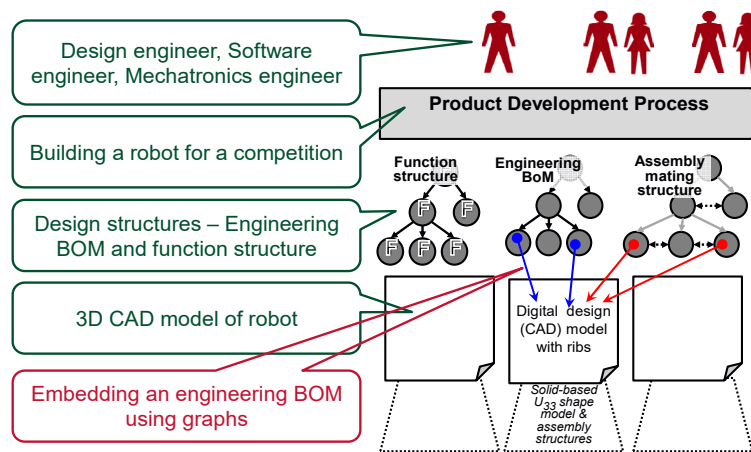 Design engineer, Software
engineer, Mechatronics engineer
Product Development Process
Building a robot for a competition
Function
structure
Engineering
BoM
Assembly
mating
structure
F
F
F
F
F
Design structures – Engineering
BOM and function structure
3D CAD model of robot
Digital design
(CAD) model
with ribs
Embedding an engineering BOM
using graphs
Solid-based
U33 shape
model &
assembly
structures